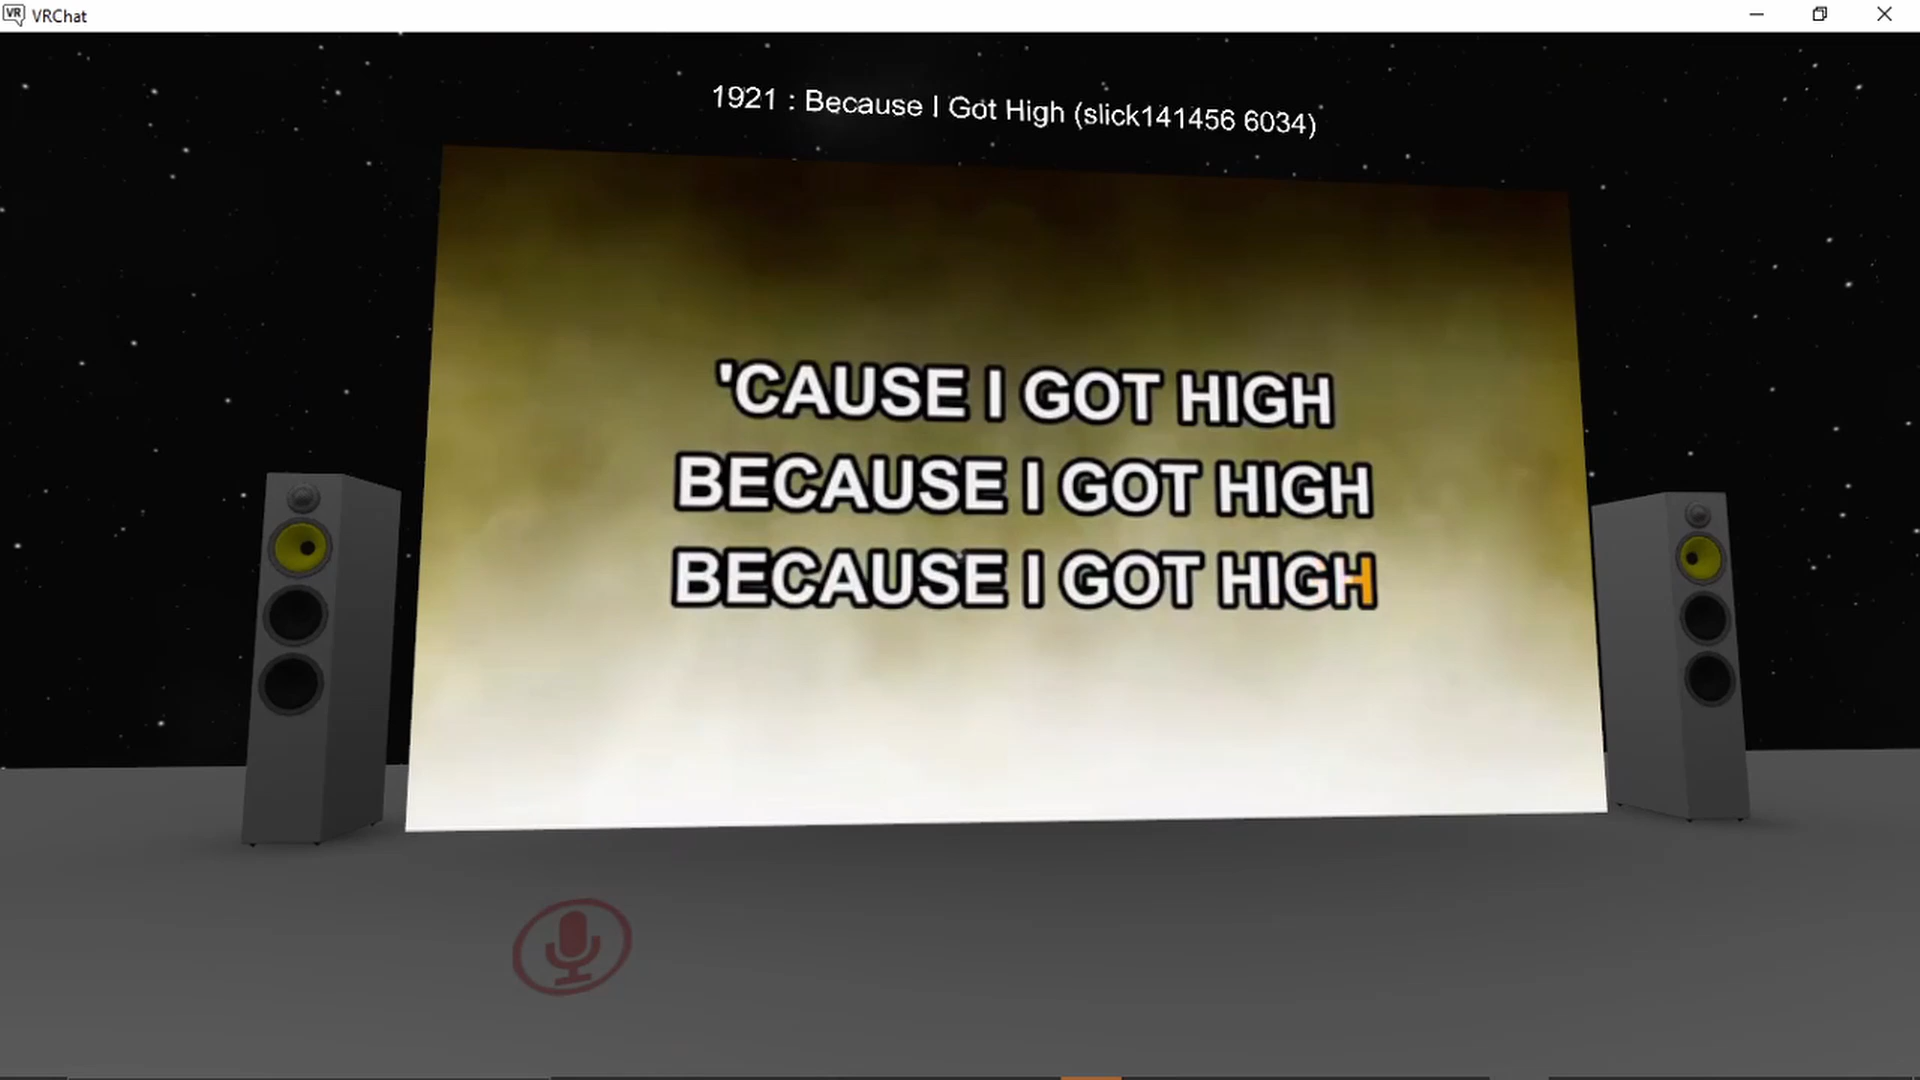 VRChat
1921 : Because I Got High (slick141456 6034)
'CAUSE I GOT HIGH
BECAUSE I GOT HIGH
BECAUSE I GOT HIGH